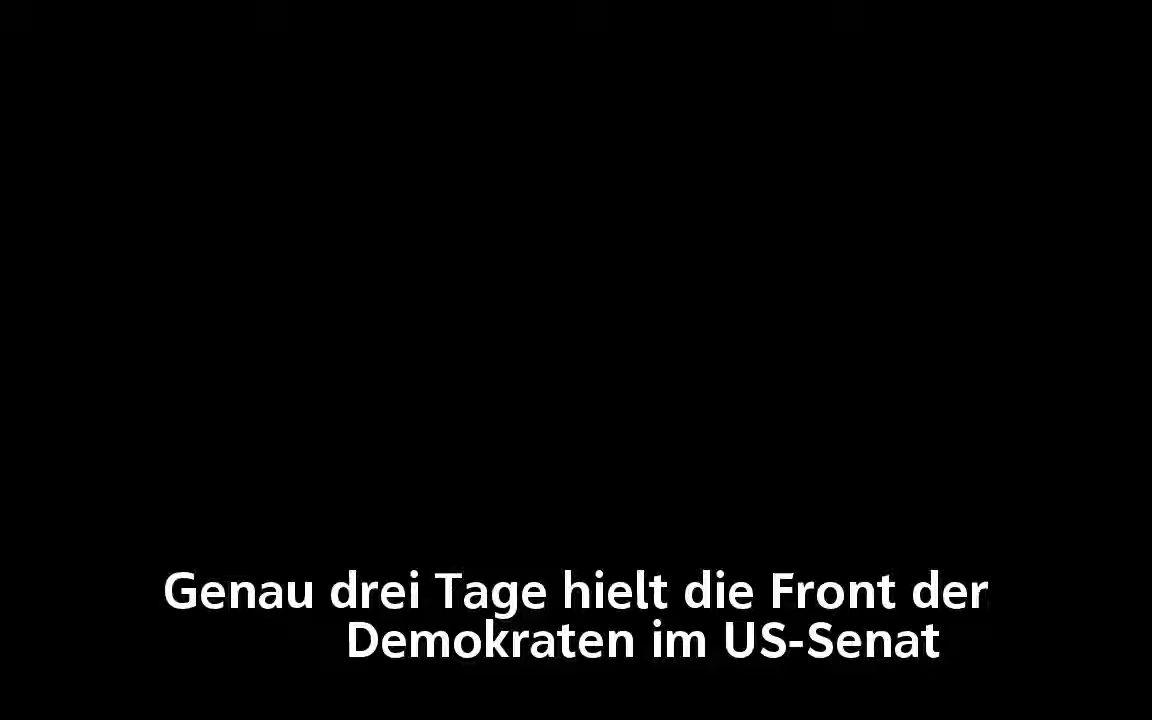 Genau drei Tage hielt die Front der
Demokraten im US-Senat